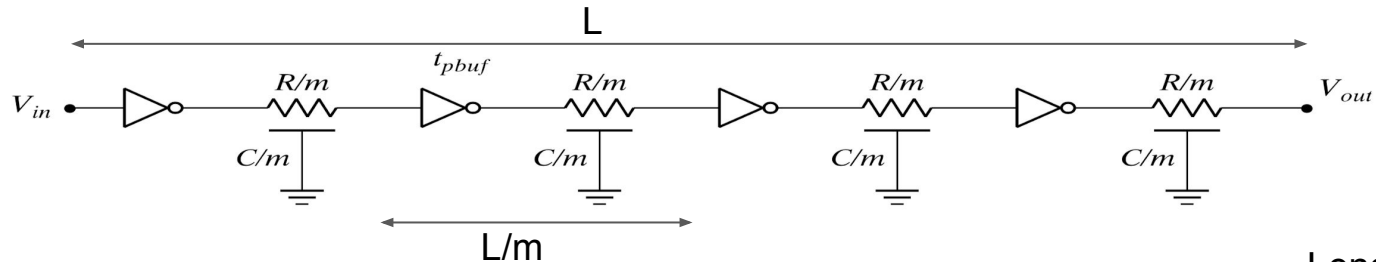 L
t_pbuf
V_in R/m R/m R/m R/m V_out
C/m C/m C/m C/m
L/m